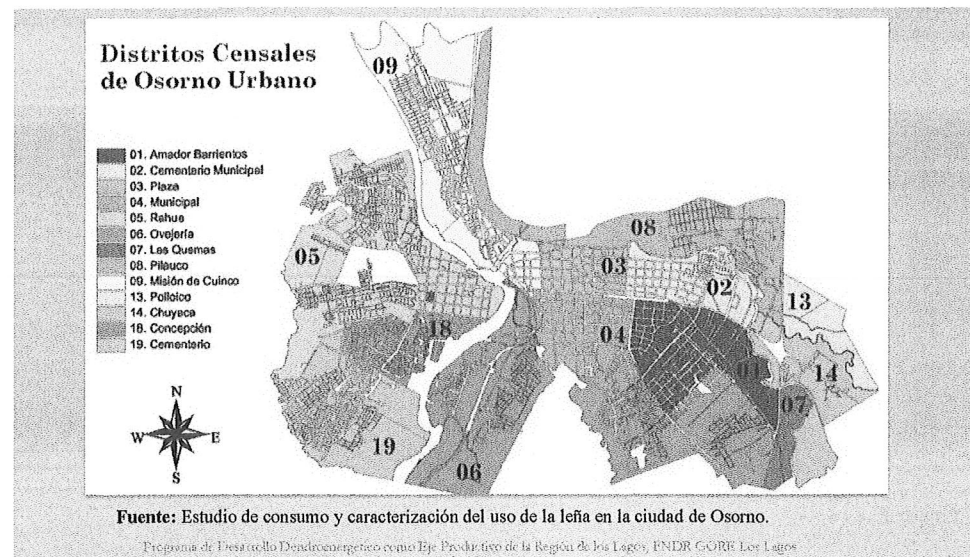 Distritos Censales
de Osorno Urbano
01. Amador Barrientos
02. Cementerio Municipal
03. Plaza
04. Municipal
05. Rahue
06. Ovejería
07. Las Quemas
08. Pilauco
09. Misión de Cuinco
13. Polloico
14. Chuyaca
18. Concepción
19. Cementerio
09
08
05
03
02
13
18
04
01
14
07
19
06
N
W E
S
Fuente: Estudio de consumo y caracterización del uso de la leña en la ciudad de Osorno.
Programa de Desarrollo Dendroenergetico como Eje Productivo de la Región de los Lagos, FNDR GORE Los Lagos